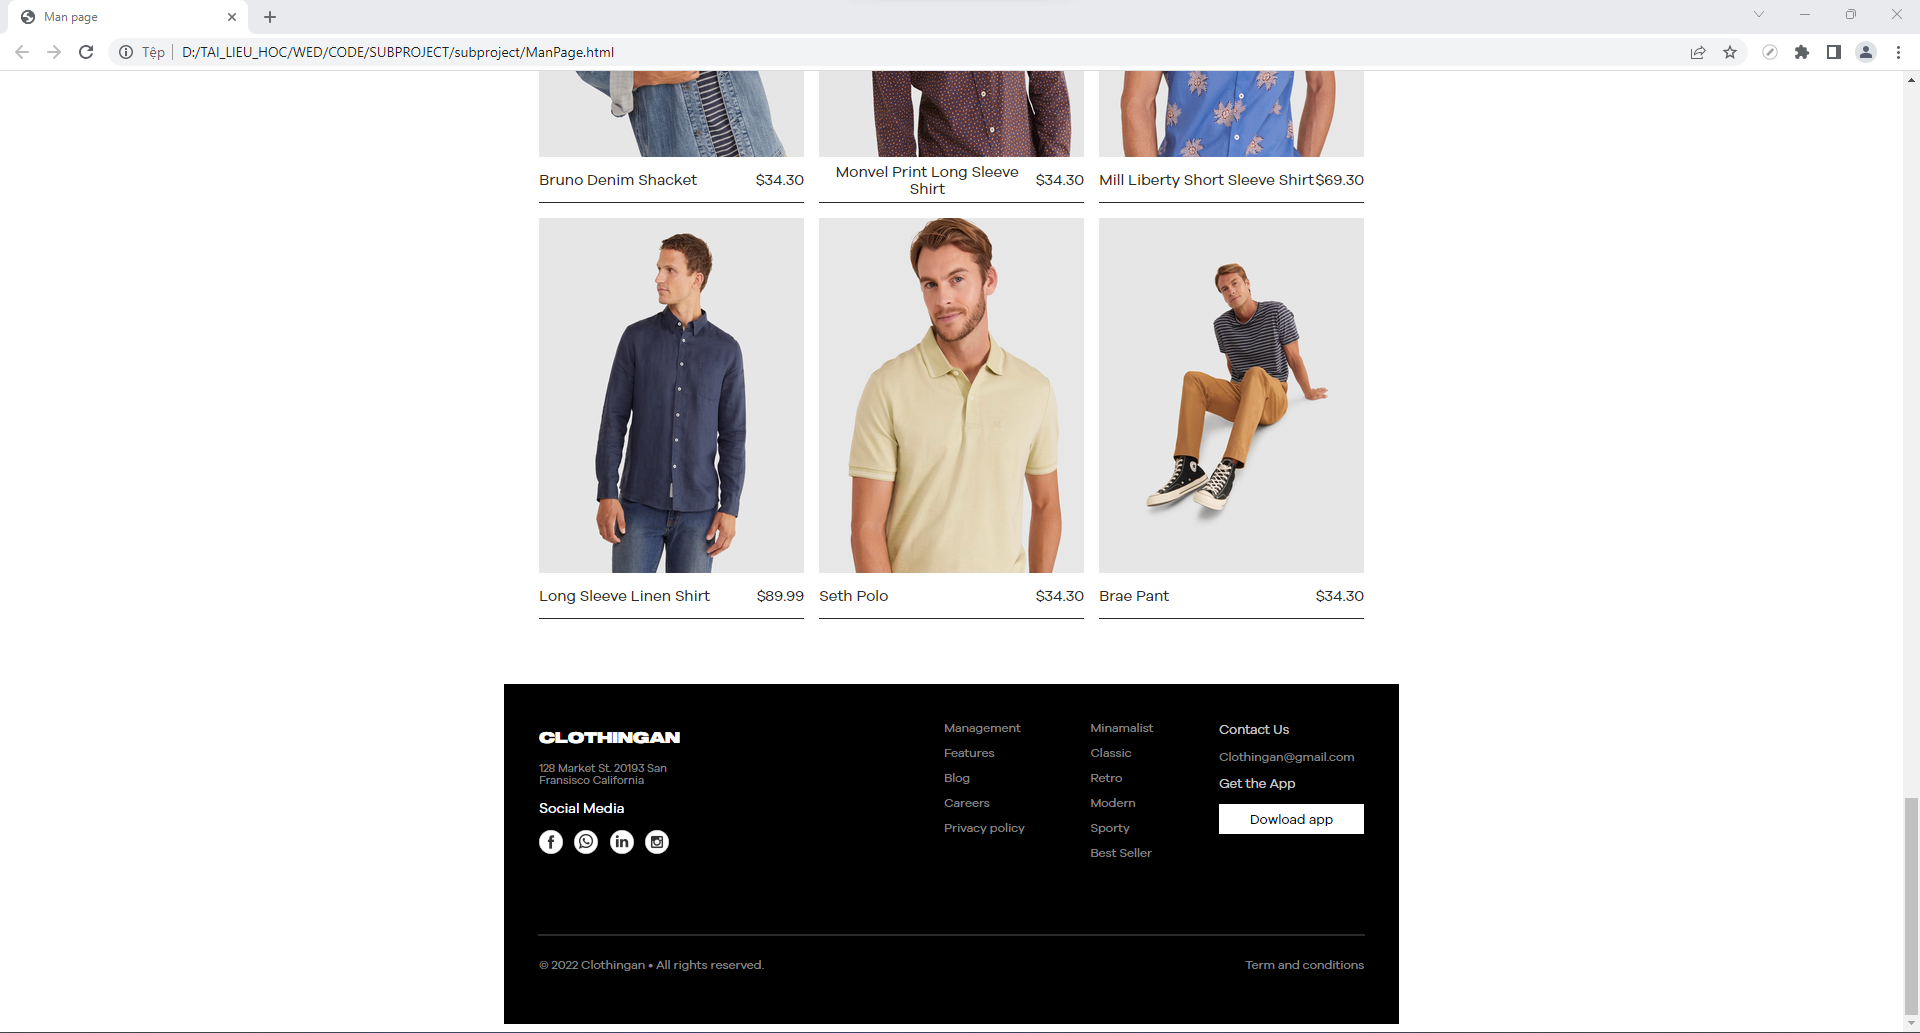 Man page
Tệp
D:/TAI_LIEU_HOC/WED/CODE/SUBPROJECT/subproject/ManPage.html
Bruno Denim Shacket $34.30
Monvel Print Long Sleeve
Shirt
$34.30
Mill Liberty Short Sleeve Shirt $69.30
Long Sleeve Linen Shirt $89.99
Seth Polo $34.30
Brae Pant $34.30
CLOTHINGAN
128 Market St. 20193 San
Fransisco California
Social Media
Management
Features
Blog
Careers
Privacy policy
Minamalist
Classic
Retro
Modern
Sporty
Best Seller
Contact Us
Clothingan@gmail.com
Get the App
Dowload app
© 2022 Clothingan • All rights reserved.
Term and conditions